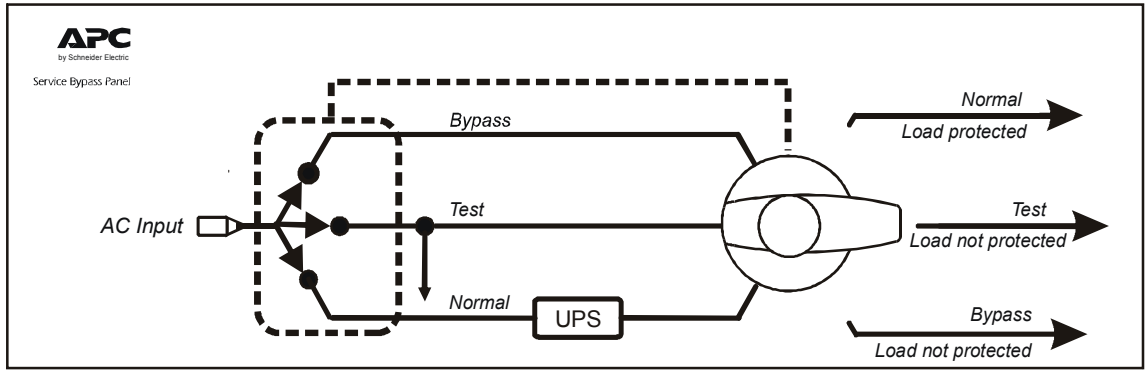 APC
by Schneider Electric
Service Bypass Panel
Bypass
Normal
Load protected
AC Input
Test
Test
Load not protected
Normal
UPS
Bypass
Load not protected